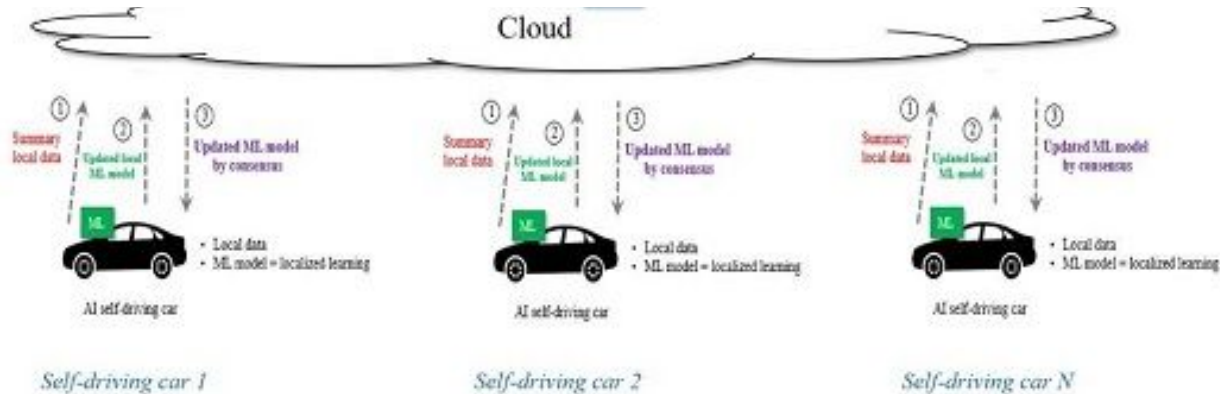 Cloud
1
Summary
local data
2
Updated local
ML model
3
Updated ML model
by consensus
ML
• Local data
• ML model = localized learning
AI self-driving car
Self-driving car 1
1
Summary
local data
2
Updated local
ML model
3
Updated ML model
by consensus
ML
• Local data
• ML model = localized learning
AI self-driving car
Self-driving car 2
1
Summary
local data
2
Updated local
ML model
3
Updated ML model
by consensus
ML
• Local data
• ML model = localized learning
AI self-driving car
Self-driving car N